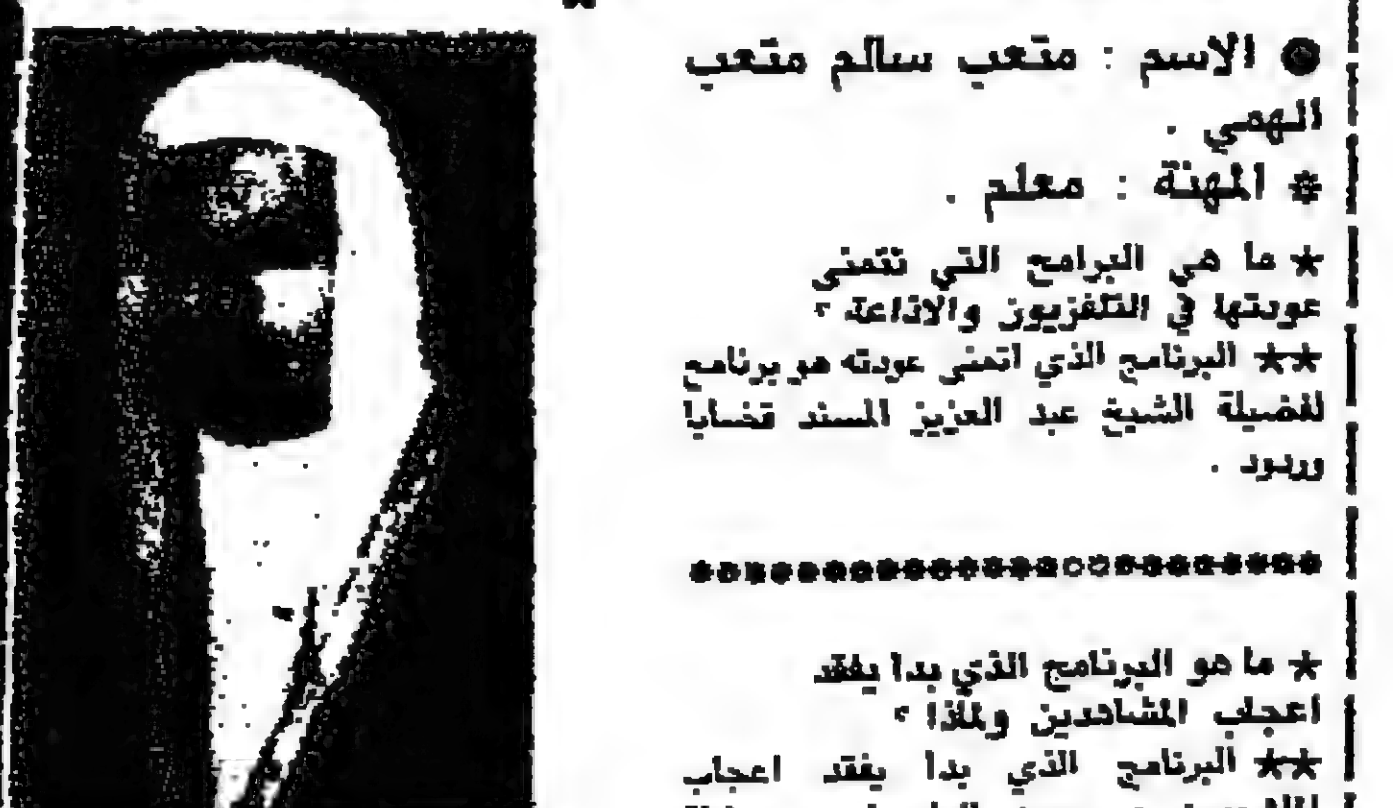 ● الاسم : متعب سالم متعب
الهمي .
* المهنة : معلم .
★ ما هي البرامج التي تتمنى
عودتها في التلفزيون والاذاعة ؟
★★ البرنامج الذي اتمنى عودته هو برنامج
لفضيلة الشيخ عبد العزيز المسند قضايا
وردود .
************************
★ ما هو البرنامج الذي بدا يفقد
اعجاب المشاهدين ولماذا ؟
★★ البرنامج الذي بدا يفقد اعجاب